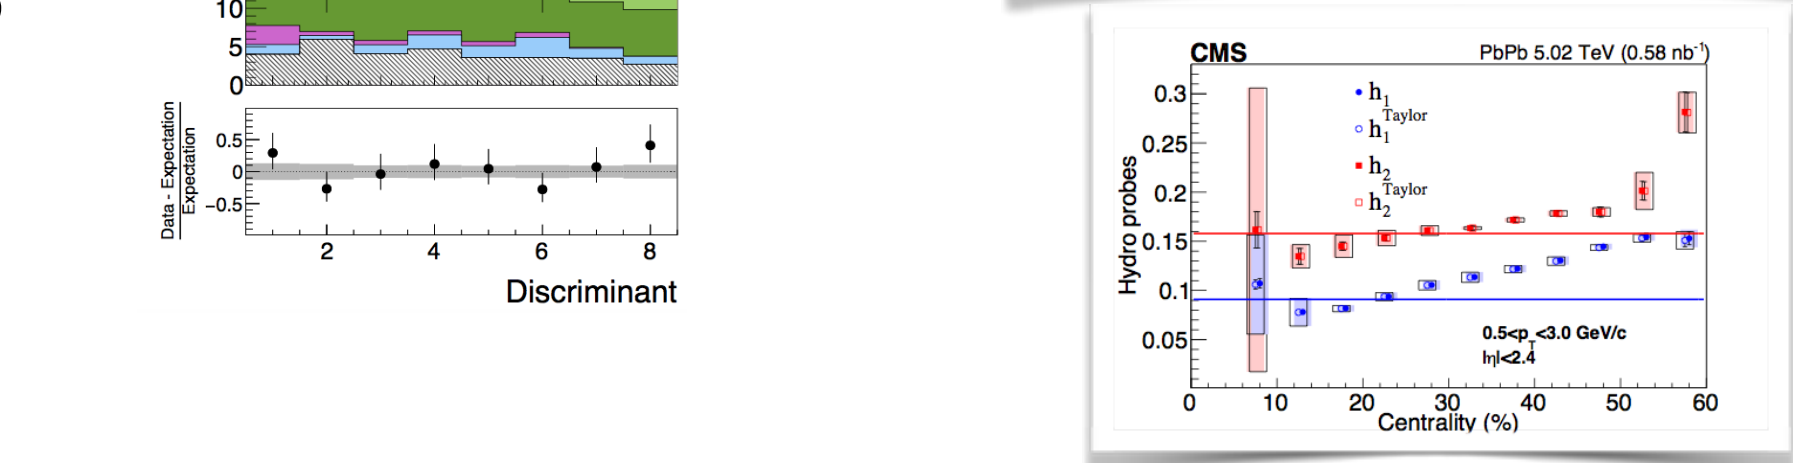 10
5
0
Data - Expectation
Expectation
0.5
0
−0.5
2 4 6 8
Discriminant
CMS PbPb 5.02 TeV (0.58 nb-1)
Hydro probes
0.3
0.25
0.2
0.15
0.1
0.05
h1
h1Taylor
h2
h2Taylor
0.5<pT<3.0 GeV/c
|η|<2.4
0 10 20 30 40 50 60
Centrality (%)